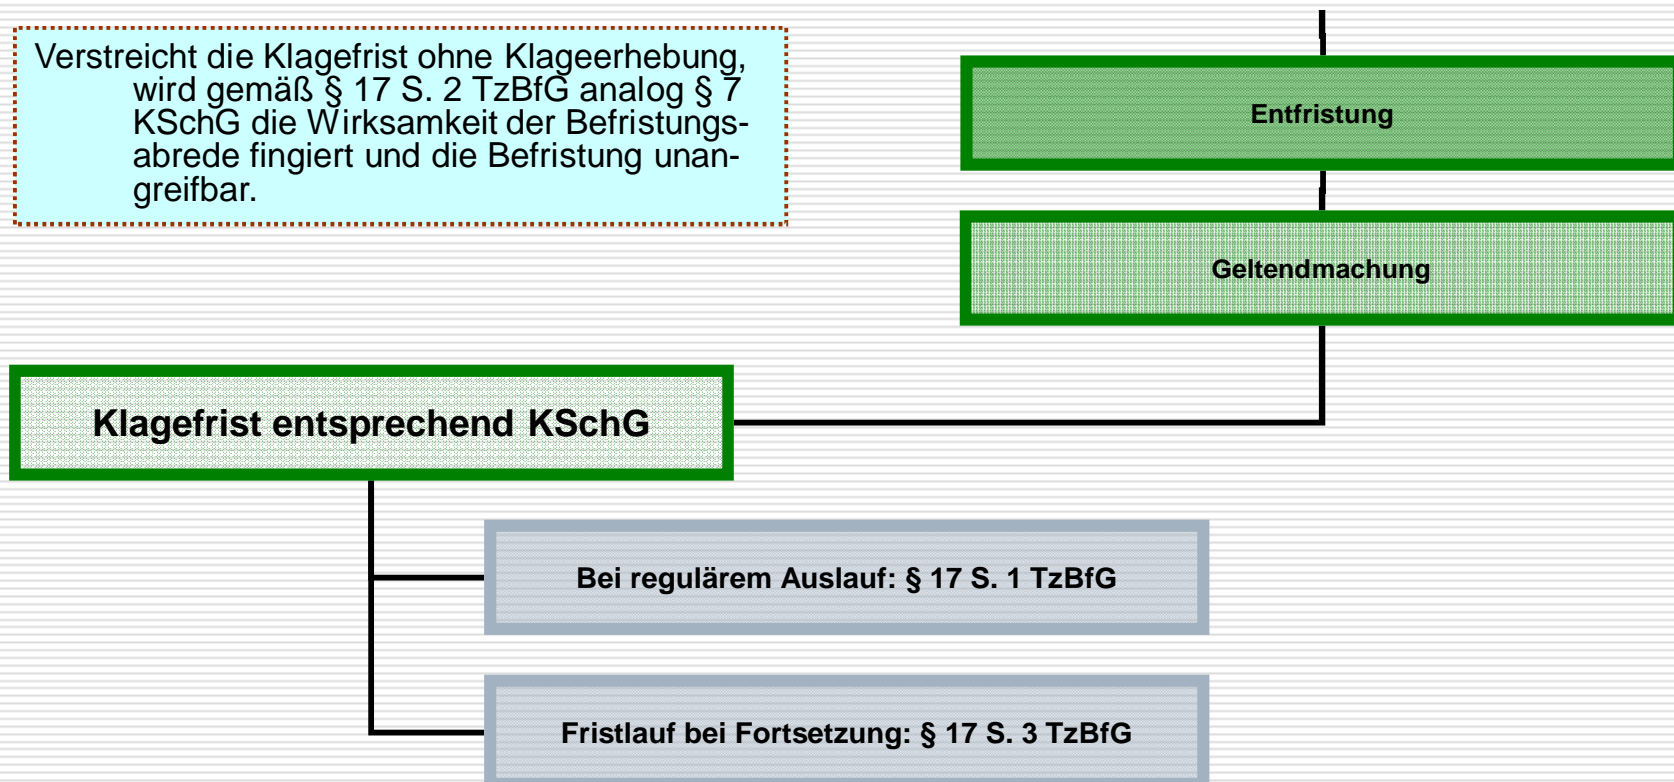 Verstreicht die Klagefrist ohne Klageerhebung,
wird gemäß § 17 S. 2 TzBfG analog § 7
KSchG die Wirksamkeit der Befristungs-
abrede fingiert und die Befristung unan-
greifbar.
Entfristung
Geltendmachung
Klagefrist entsprechend KSchG
Bei regulärem Auslauf: § 17 S. 1 TzBfG
Fristlauf bei Fortsetzung: § 17 S. 3 TzBfG